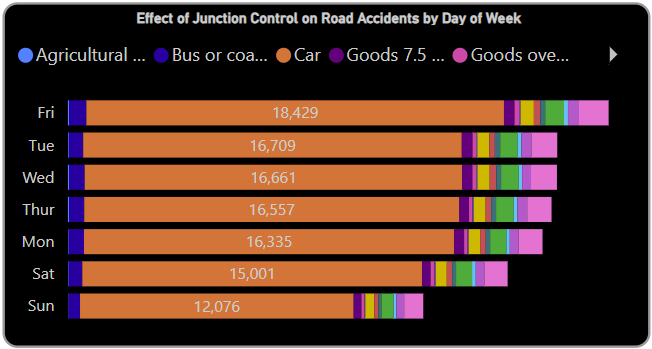 Effect of Junction Control on Road Accidents by Day of Week
Agricultural ... Bus or coa... Car Goods 7.5 ... Goods ove...
Fri 18,429
Tue 16,709
Wed 16,661
Thur 16,557
Mon 16,335
Sat 15,001
Sun 12,076